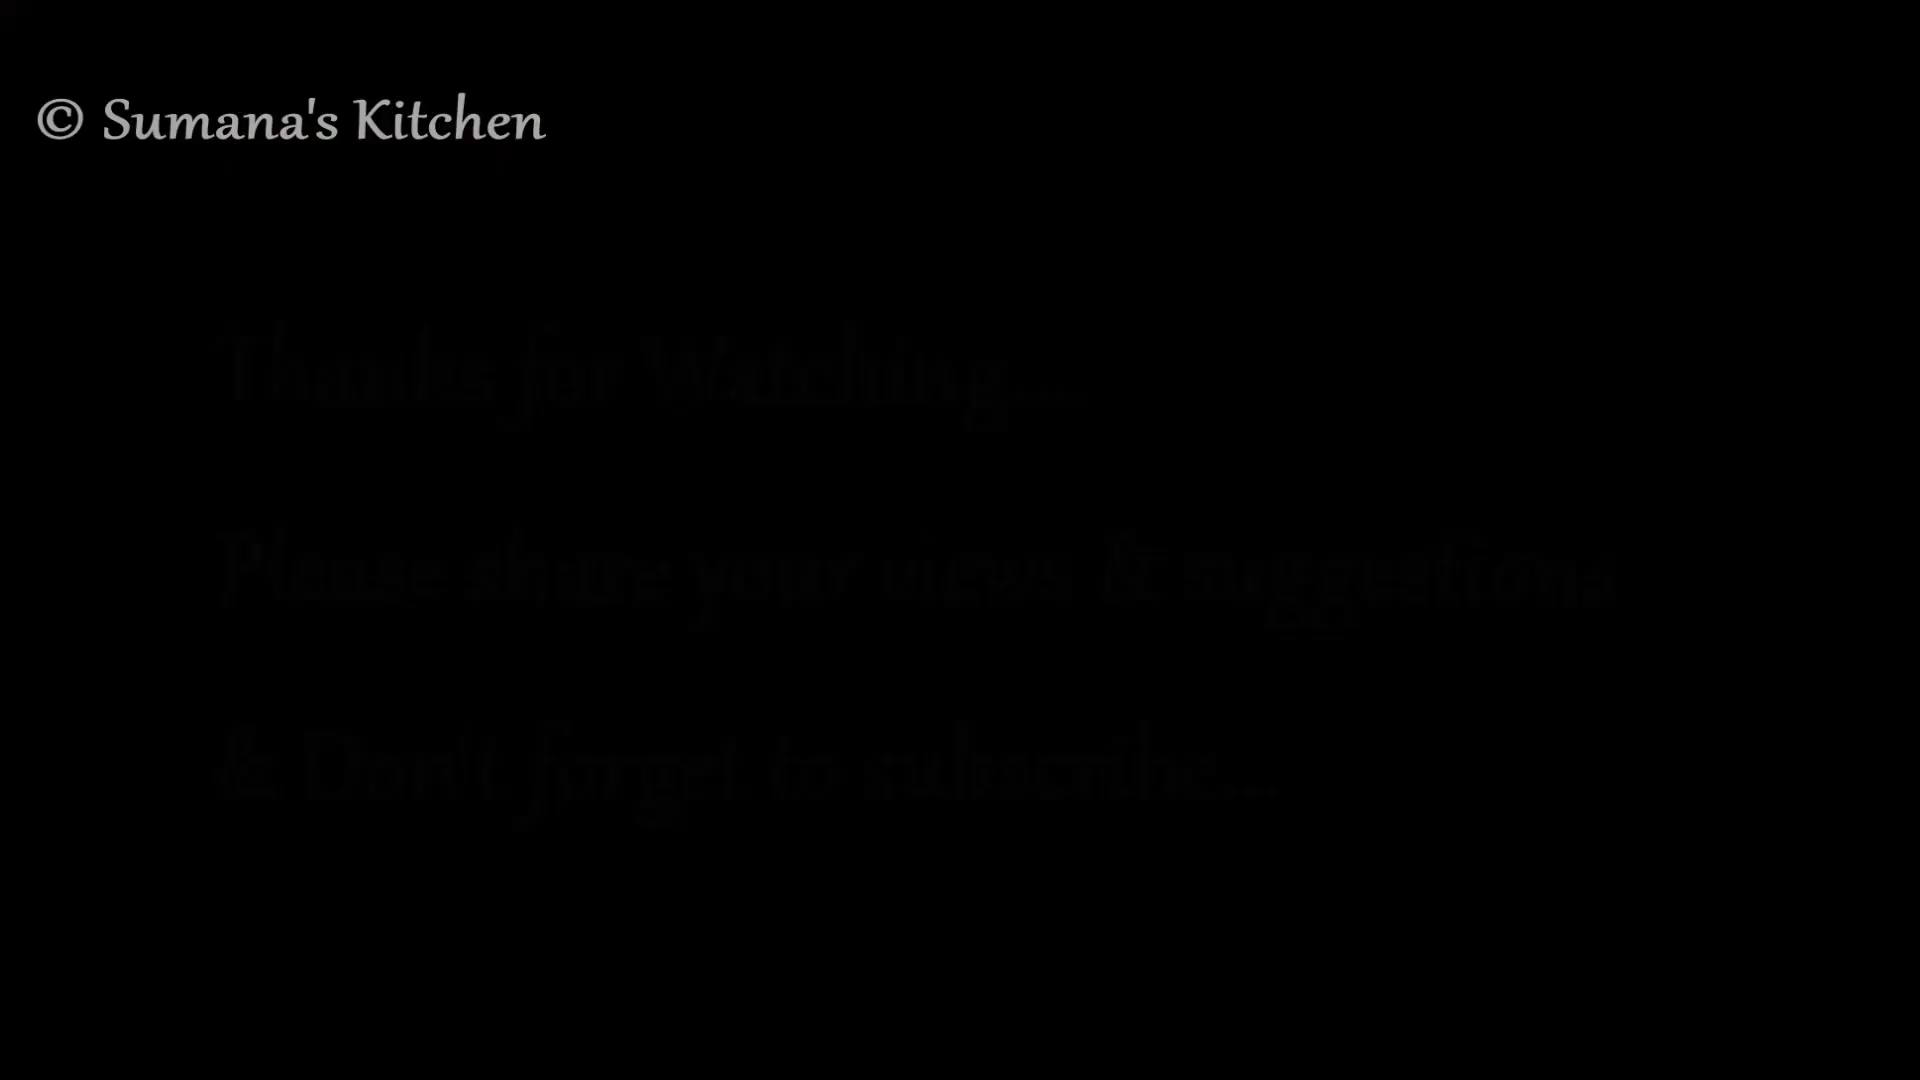 © Sumana's Kitchen
Thanks for Watching...
Please share your views & suggestions
& Don't forget to subscribe...